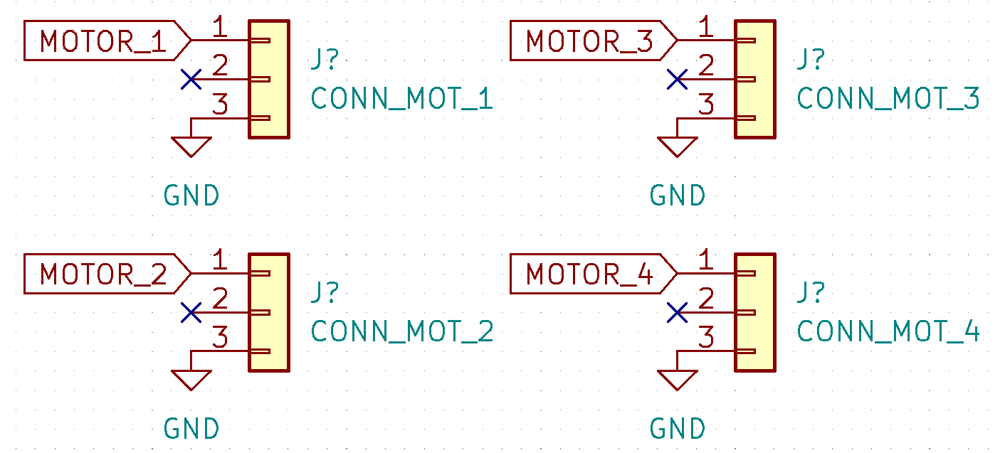 MOTOR_1
1
2
3
J?
CONN_MOT_1
GND
MOTOR_3
1
2
3
J?
CONN_MOT_3
GND
MOTOR_2
1
2
3
J?
CONN_MOT_2
GND
MOTOR_4
1
2
3
J?
CONN_MOT_4
GND